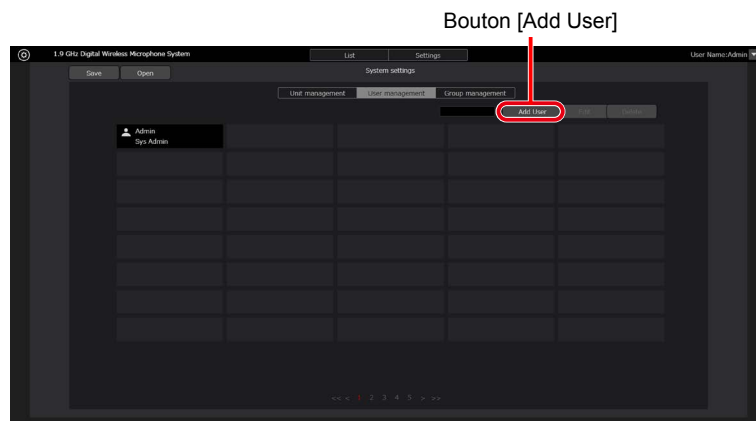 Bouton [Add User]
1.9 GHz Digital Wireless Microphone System List Settings User Name:Admin
Save Open System settings
Unit management User management Group management
Add User Edit Delete
Admin
Sys Admin
<< < 1 2 3 4 5 > >>